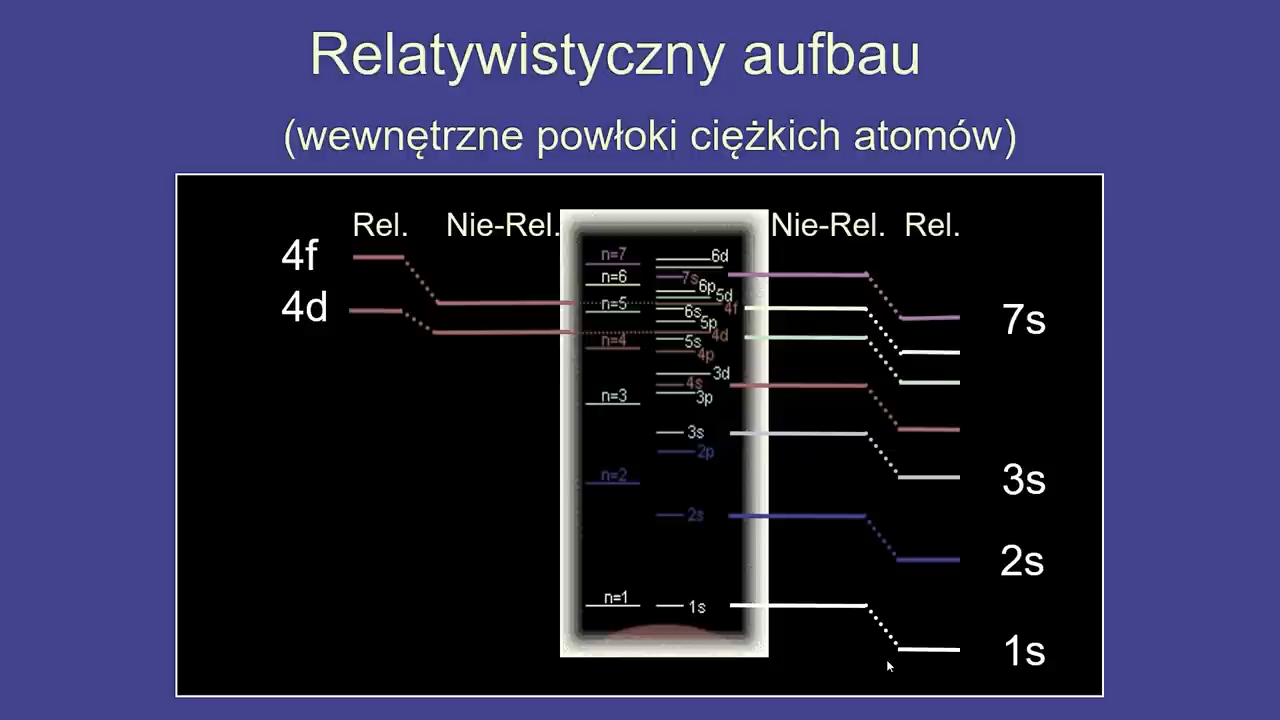 Relatywistyczny aufbau
(wewnętrzne powłoki ciężkich atomów)
Rel. Nie-Rel. Nie-Rel. Rel.
4f
4d
n=7
n=6
n=5
n=4
n=3
n=2
n=1
6d
7s
6p
5d
4f
6s
5p
4d
5s
4p
3d
4s
3p
3s
2p
2s
1s
7s
3s
2s
1s